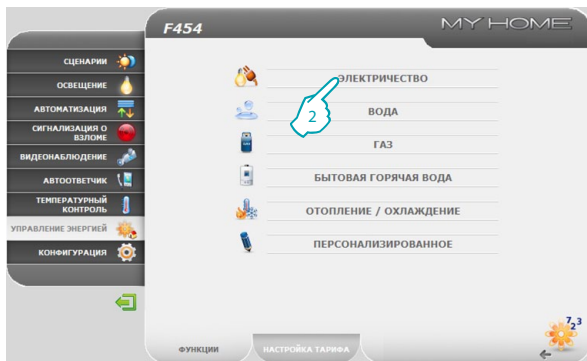 F454
MY HOME
СЦЕНАРИИ
ОСВЕЩЕНИЕ
АВТОМАТИЗАЦИЯ
СИГНАЛИЗАЦИЯ О
ВЗЛОМЕ
ВИДЕОНАБЛЮДЕНИЕ
АВТООТВЕТЧИК
ТЕМПЕРАТУРНЫЙ
КОНТРОЛЬ
УПРАВЛЕНИЕ ЭНЕРГИЕЙ
КОНФИГУРАЦИЯ
ЭЛЕКТРИЧЕСТВО
2
ВОДА
ГАЗ
БЫТОВАЯ ГОРЯЧАЯ ВОДА
ОТОПЛЕНИЕ / ОХЛАЖДЕНИЕ
ПЕРСОНАЛИЗИРОВАННОЕ
ФУНКЦИИ
НАСТРОЙКА ТАРИФА
723